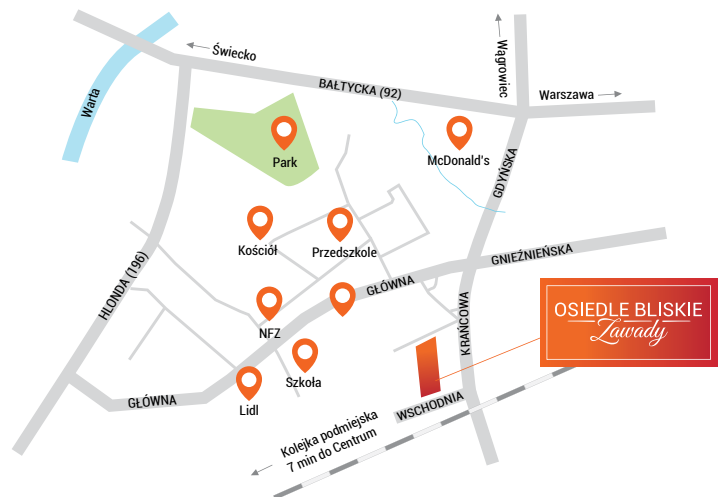 Świecko
Wągrowiec
Warszawa
BAŁTYCKA (92)
Warta
Park
McDonald's
GDYŃSKA
Kościół
Przedszkole
HLONDA (196)
GŁÓWNA
GNIEŹNIEŃSKA
NFZ
KRAŃCOWA
OSIEDLE BLISKIE
Zawady
Szkoła
Lidl
GŁÓWNA
WSCHODNIA
Kolejka podmiejska
7 min do Centrum